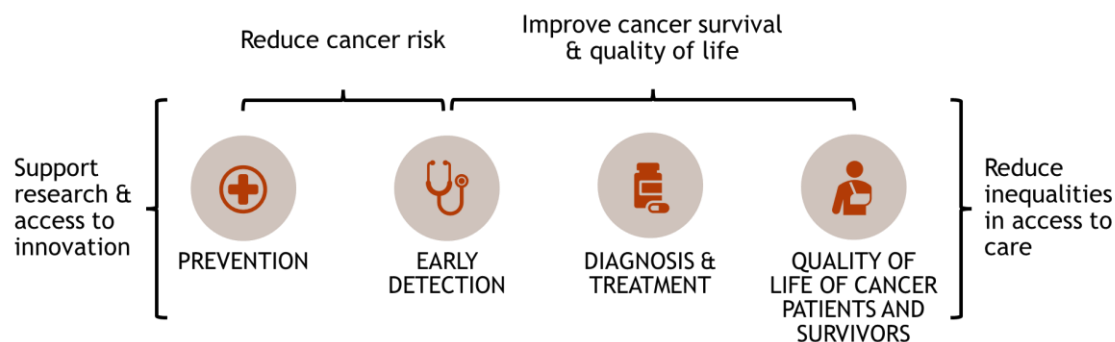 Reduce cancer risk
Improve cancer survival
& quality of life
Support
research &
access to
innovation
PREVENTION
EARLY
DETECTION
DIAGNOSIS &
TREATMENT
QUALITY OF
LIFE OF CANCER
PATIENTS AND
SURVIVORS
Reduce
inequalities
in access to
care